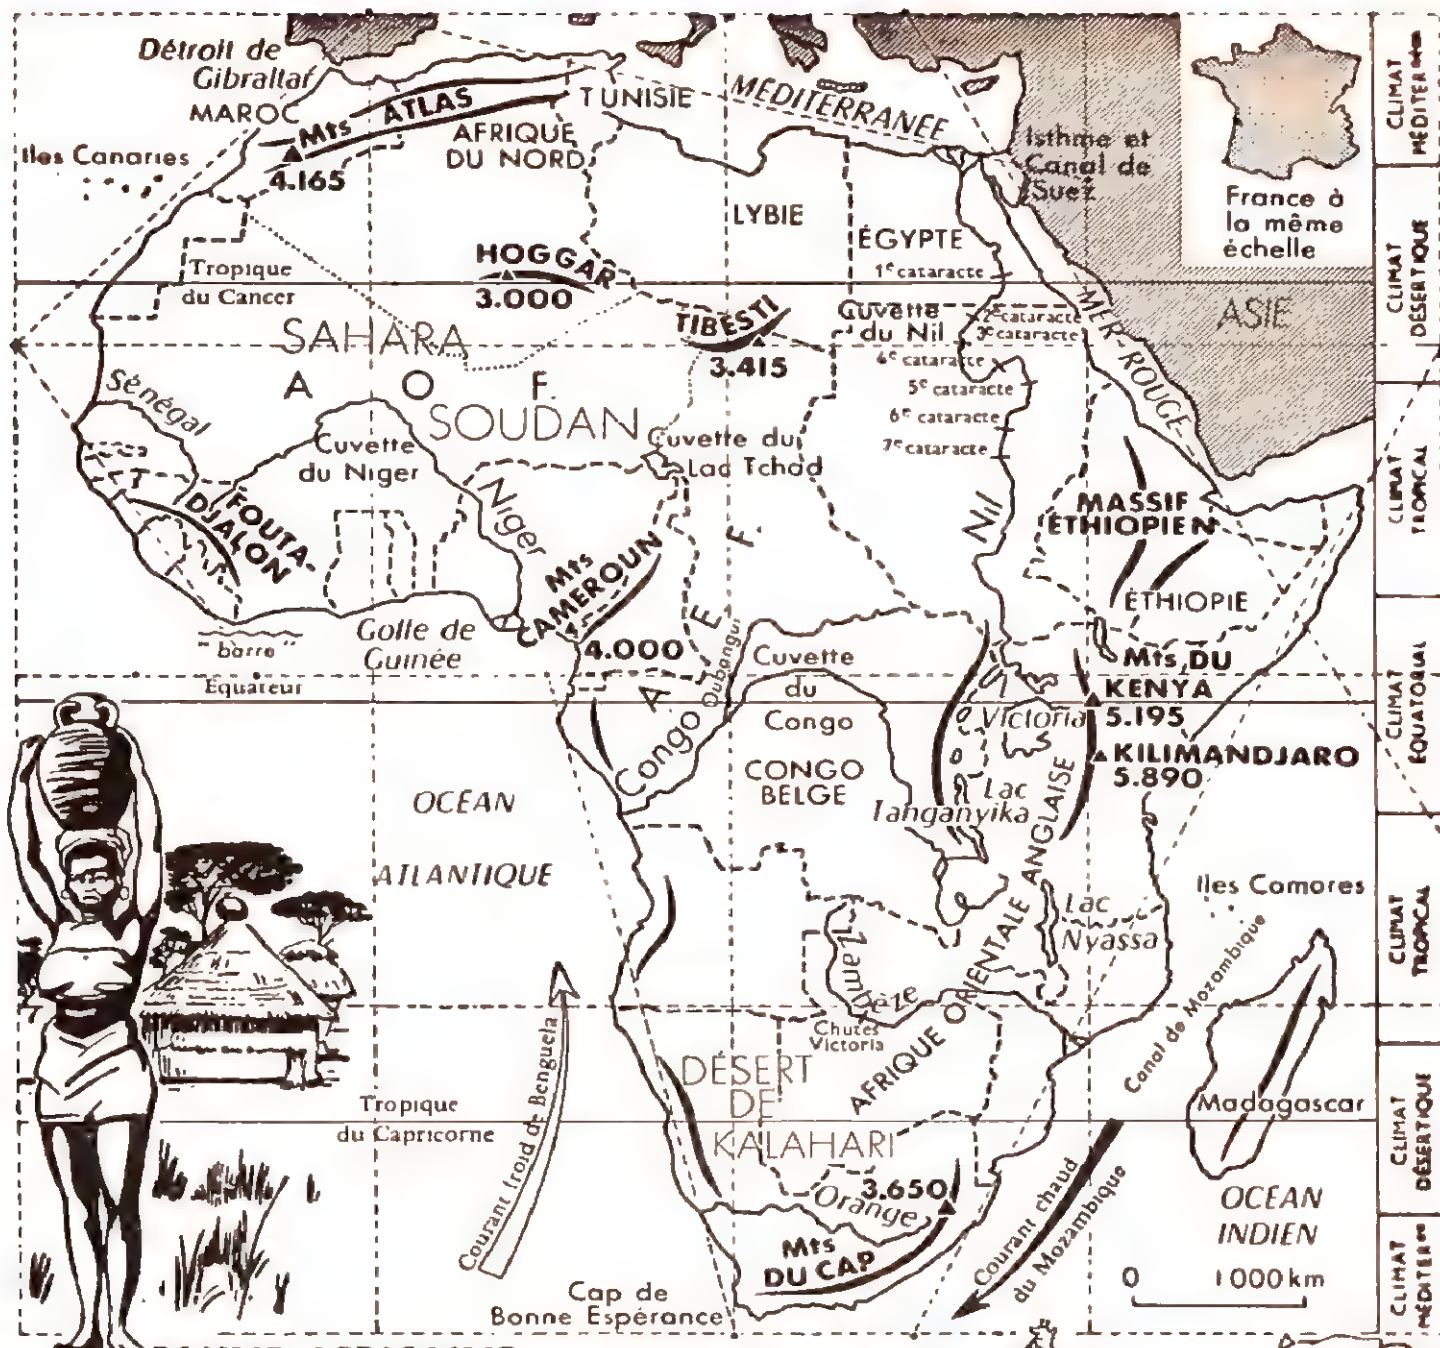 Détroit de
Gibraltar
MAROC
Mts ATLAS
4.165
Iles Canaries
AFRIQUE
DU NORD
TUNISIE
MÉDITERRANÉE
Isthme et
Canal de
Suez
France à
la même
échelle
LYBIE
ÉGYPTE
1e cataracte
2e cataracte
3e cataracte
4e cataracte
5e cataracte
6e cataracte
7e cataracte
Cuvette
du Nil
Tropique
du Cancer
HOGGAR
3.000
TIBESTI
3.415
SAHARA
A O F.
SOUDAN
MER ROUGE
ASIE
Sénégal
Cuvette
du Niger
Cuvette du
Lac Tchad
FOUTA-
DJALON
Niger
Mts
CAMEROUN
4.000
A. E. F.
Nil
MASSIF
ÉTHIOPIEN
ÉTHIOPIE
"barre"
Golfe de
Guinée
Équateur
Oubangui
Congo
Cuvette
du
Congo
CONGO
BELGE
Mts DU
KENYA
5.195
Victoria
KILIMANDJARO
5.890
Lac
Tanganyika
OCÉAN
ATLANTIQUE
AFRIQUE ORIENTALE ANGLAISE
Lac
Nyassa
Iles Comores
Canal de Mozambique
Zambèze
Chutes
Victoria
Madagascar
DÉSERT
DE
KALAHARI
Courant froid de Benguela
Tropique
du Capricorne
Orange
3.650
Mts
DU CAP
Cap de
Bonne Espérance
Courant chaud
du Mozambique
OCÉAN
INDIEN
0 1000 km
CLIMAT
CLIMAT
DÉSERTIQUE
CLIMAT
TROPICAL
CLIMAT
ÉQUATORIAL
CLIMAT
TROPICAL
CLIMAT
DÉSERTIQUE
CLIMAT